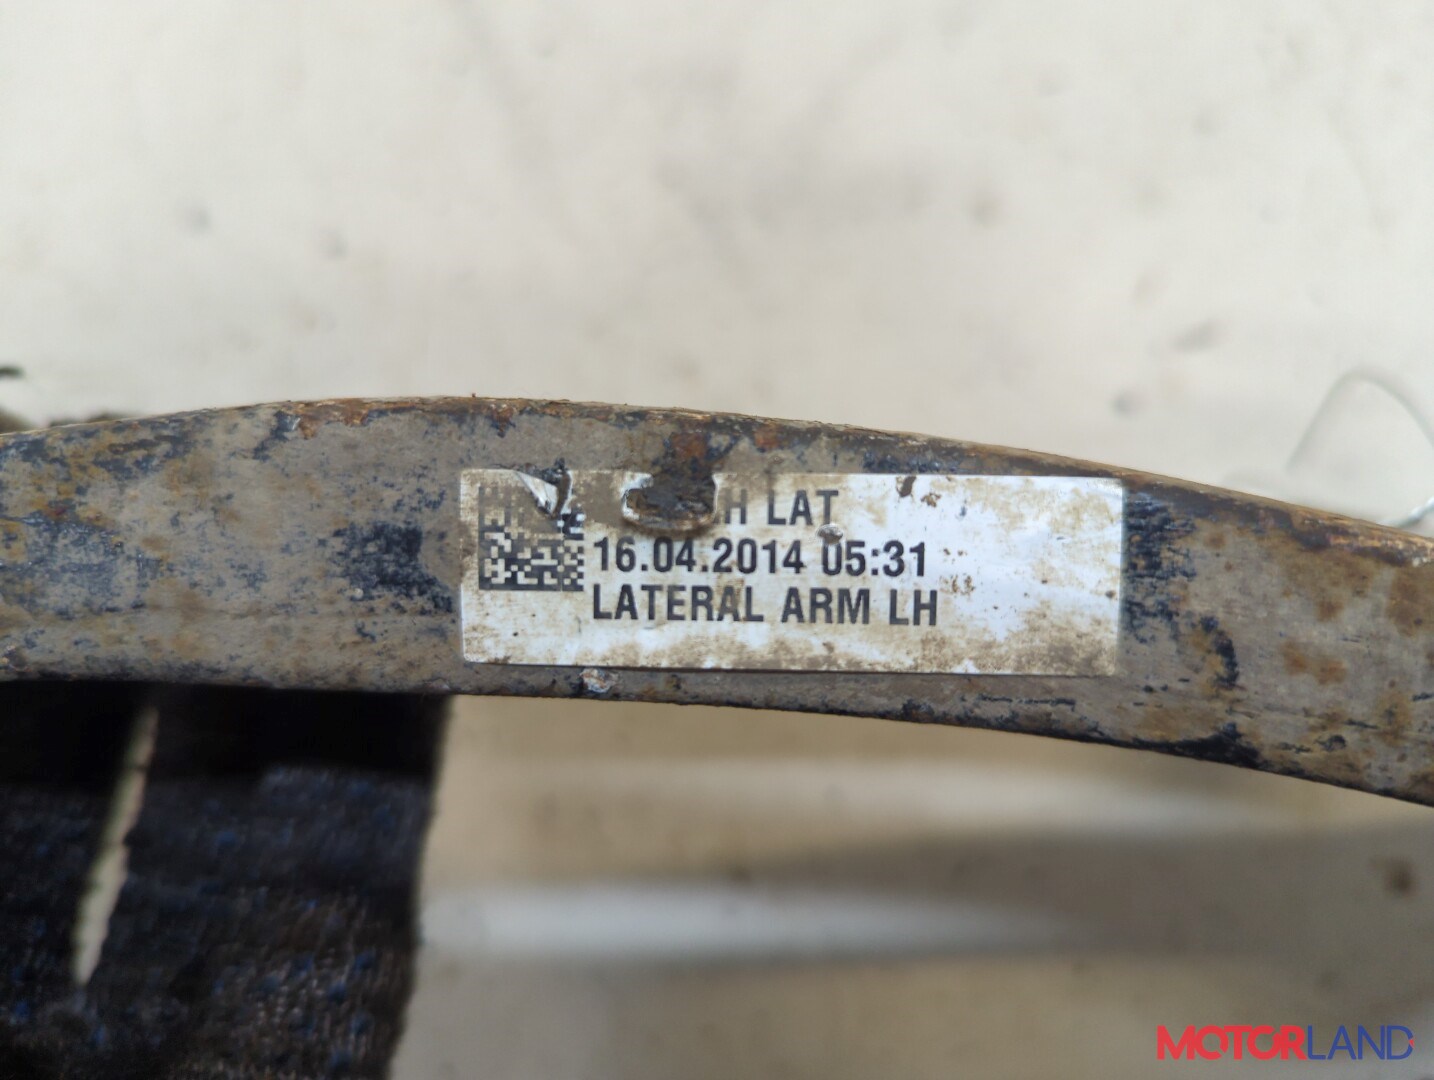 H LAT
16.04.2014 05:31
LATERAL ARM LH
MOTORLAND